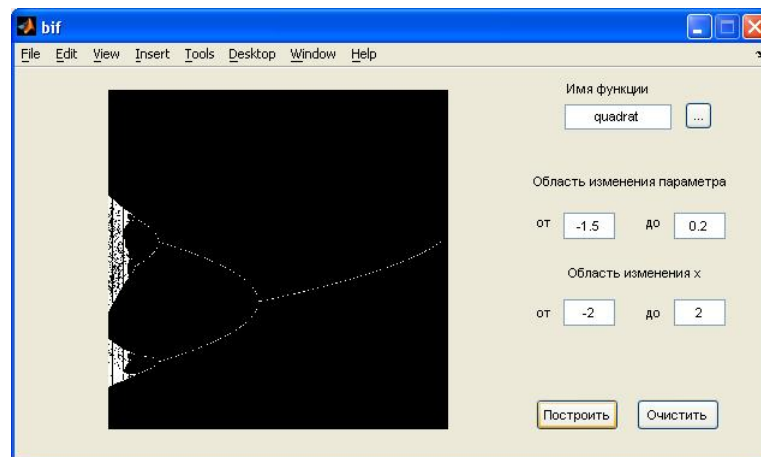 bif
File Edit View Insert Tools Desktop Window Help
Имя функции
quadrat ...
Область изменения параметра
от -1.5 до 0.2
Область изменения x
от -2 до 2
Построить Очистить